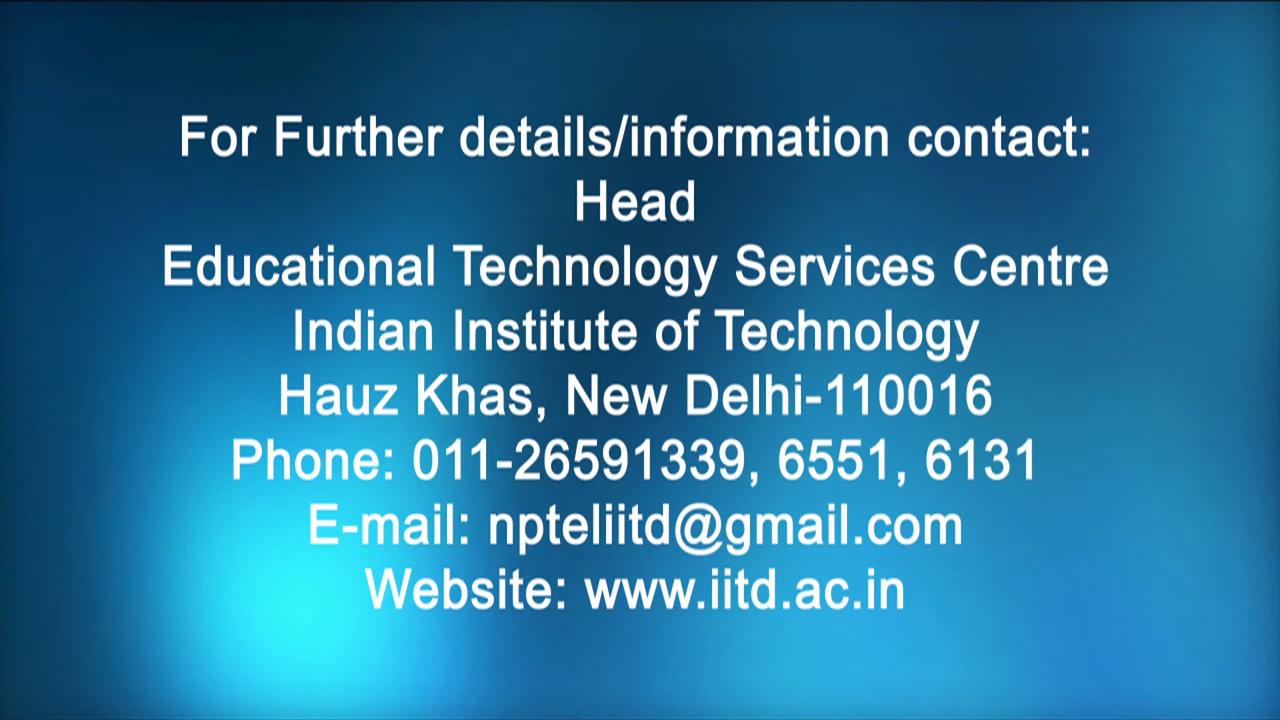 For Further details/information contact:
Head
Educational Technology Services Centre
Indian Institute of Technology
Hauz Khas, New Delhi-110016
Phone: 011-26591339, 6551, 6131
E-mail: npteliitd@gmail.com
Website: www.iitd.ac.in